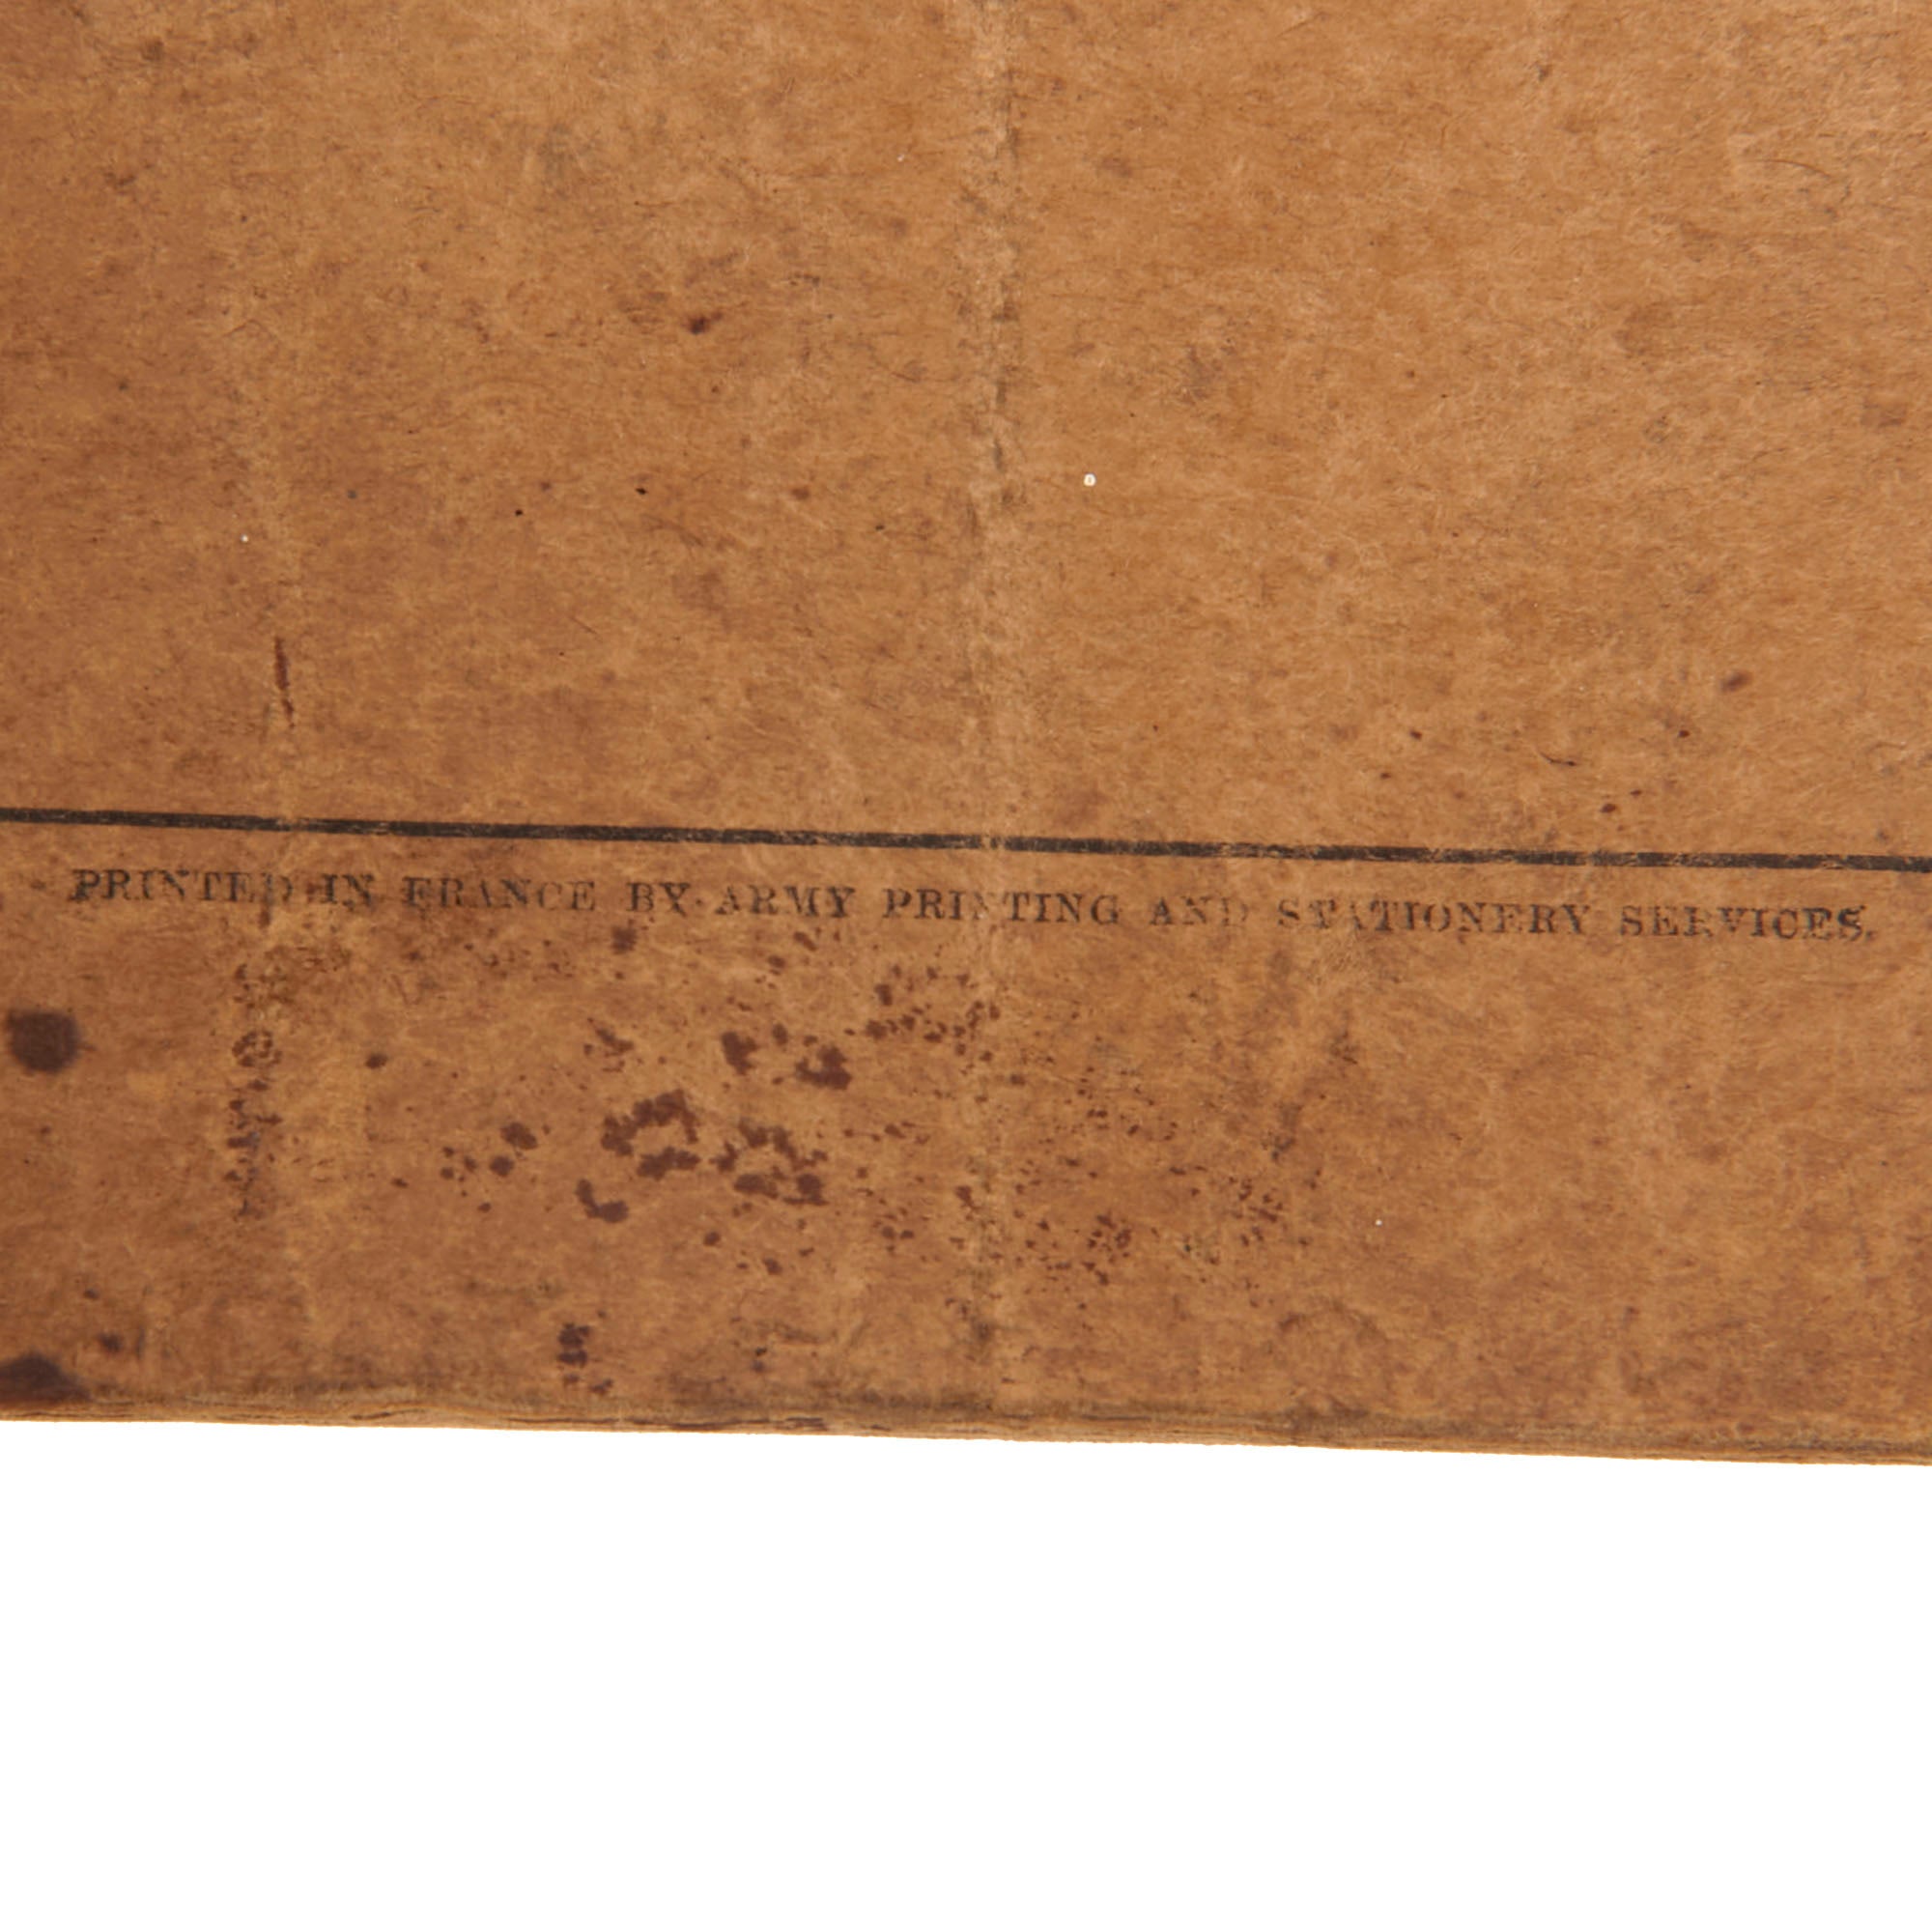 PRINTED IN FRANCE BY ARMY PRINTING AND STATIONERY SERVICES.